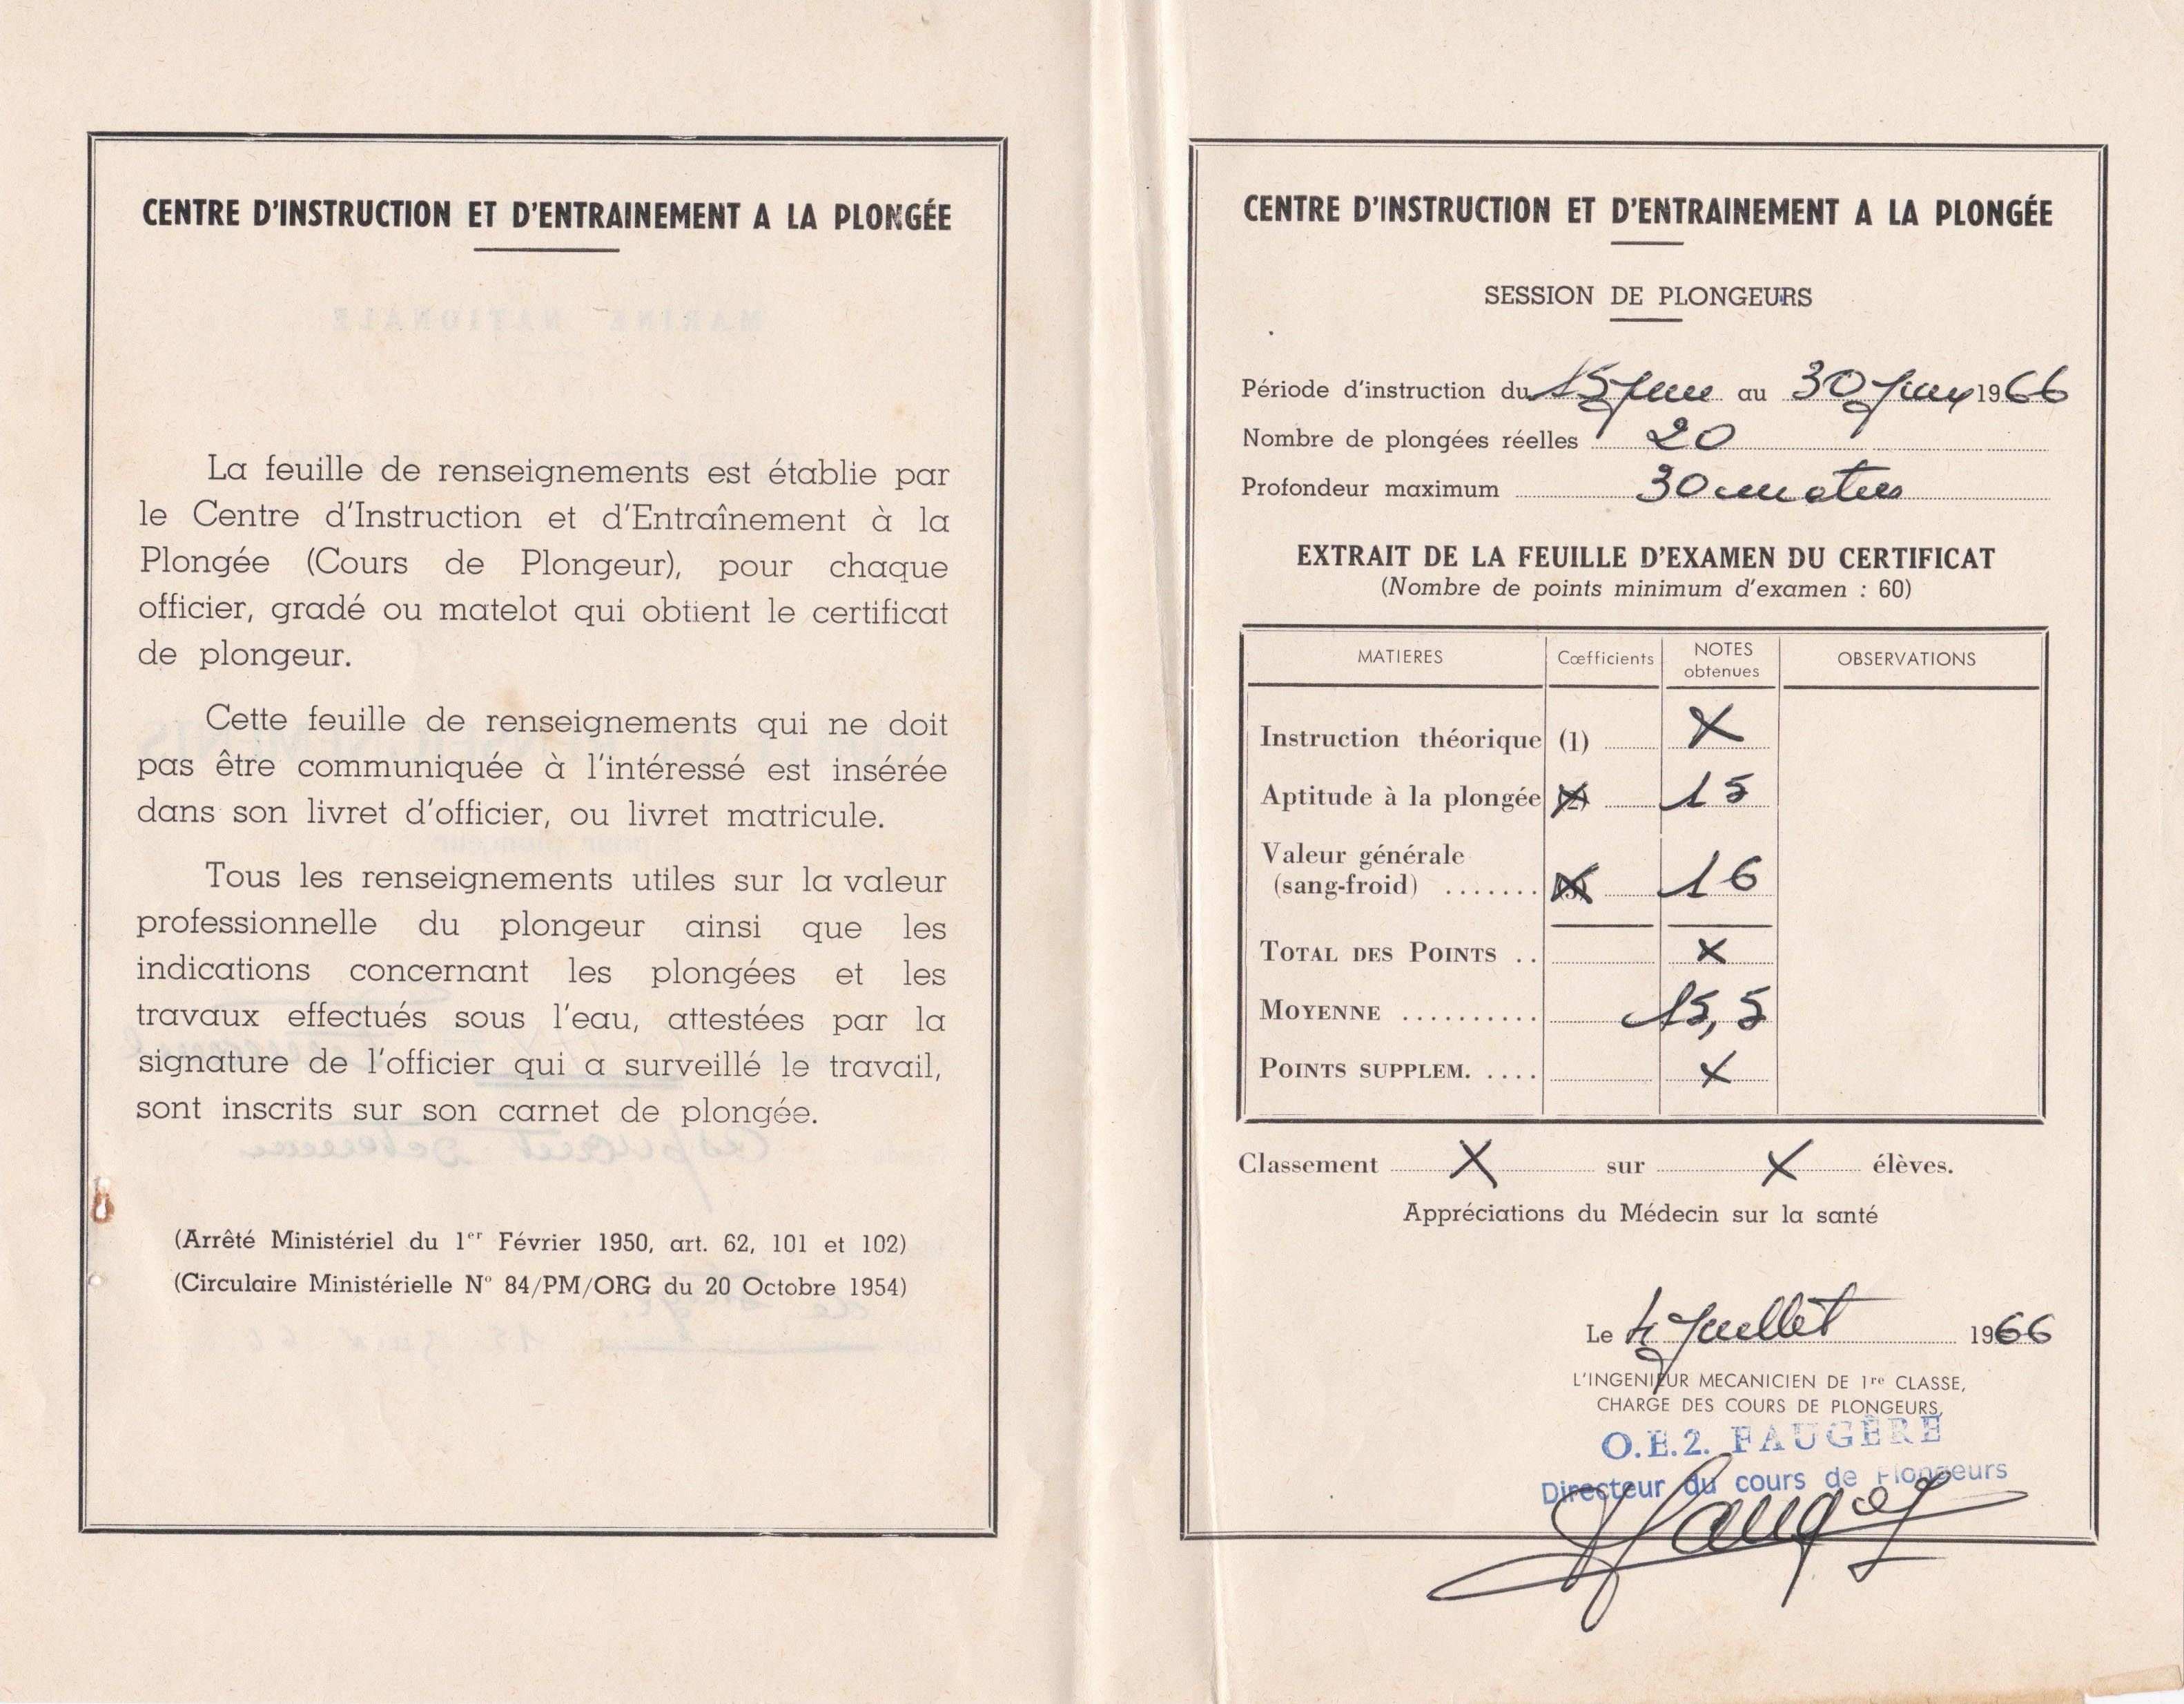 CENTRE D'INSTRUCTION ET D'ENTRAINEMENT A LA PLONGÉE
La feuille de renseignements est établie par
le Centre d'Instruction et d'Entraînement à la
Plongée (Cours de Plongeur), pour chaque
officier, gradé ou matelot qui obtient le certificat
de plongeur.
Cette feuille de renseignements qui ne doit
pas être communiquée à l'intéressé est insérée
dans son livret d'officier, ou livret matricule.
Tous les renseignements utiles sur la valeur
professionnelle du plongeur ainsi que les
indications concernant les plongées et les
travaux effectués sous l'eau, attestées par la
signature de l'officier qui a surveillé le travail,
sont inscrits sur son carnet de plongée.
(Arrêté Ministériel du 1er Février 1950, art. 62, 101 et 102)
(Circulaire Ministérielle N° 84/PM/ORG du 20 Octobre 1954)
CENTRE D'INSTRUCTION ET D'ENTRAINEMENT A LA PLONGÉE
SESSION DE PLONGEURS
Période d'instruction du 15 Juin au 30 Juin 1966
Nombre de plongées réelles 20
Profondeur maximum 30 metres
EXTRAIT DE LA FEUILLE D'EXAMEN DU CERTIFICAT
(Nombre de points minimum d'examen : 60)
MATIERES Cœfficients NOTES obtenues OBSERVATIONS
Instruction théorique (1) X
Aptitude à la plongée (2) 15
Valeur générale
(sang-froid) ....... (3) 16
TOTAL DES POINTS .. X
MOYENNE .......... 15,5
POINTS SUPPLEM. .... X
Classement X sur X élèves.
Appréciations du Médecin sur la santé
Le 4 Juillet 1966
L'INGENIEUR MECANICIEN DE 1re CLASSE,
CHARGE DES COURS DE PLONGEURS,
O.E.2. FAUGÈRE
Directeur du cours de Plongeurs